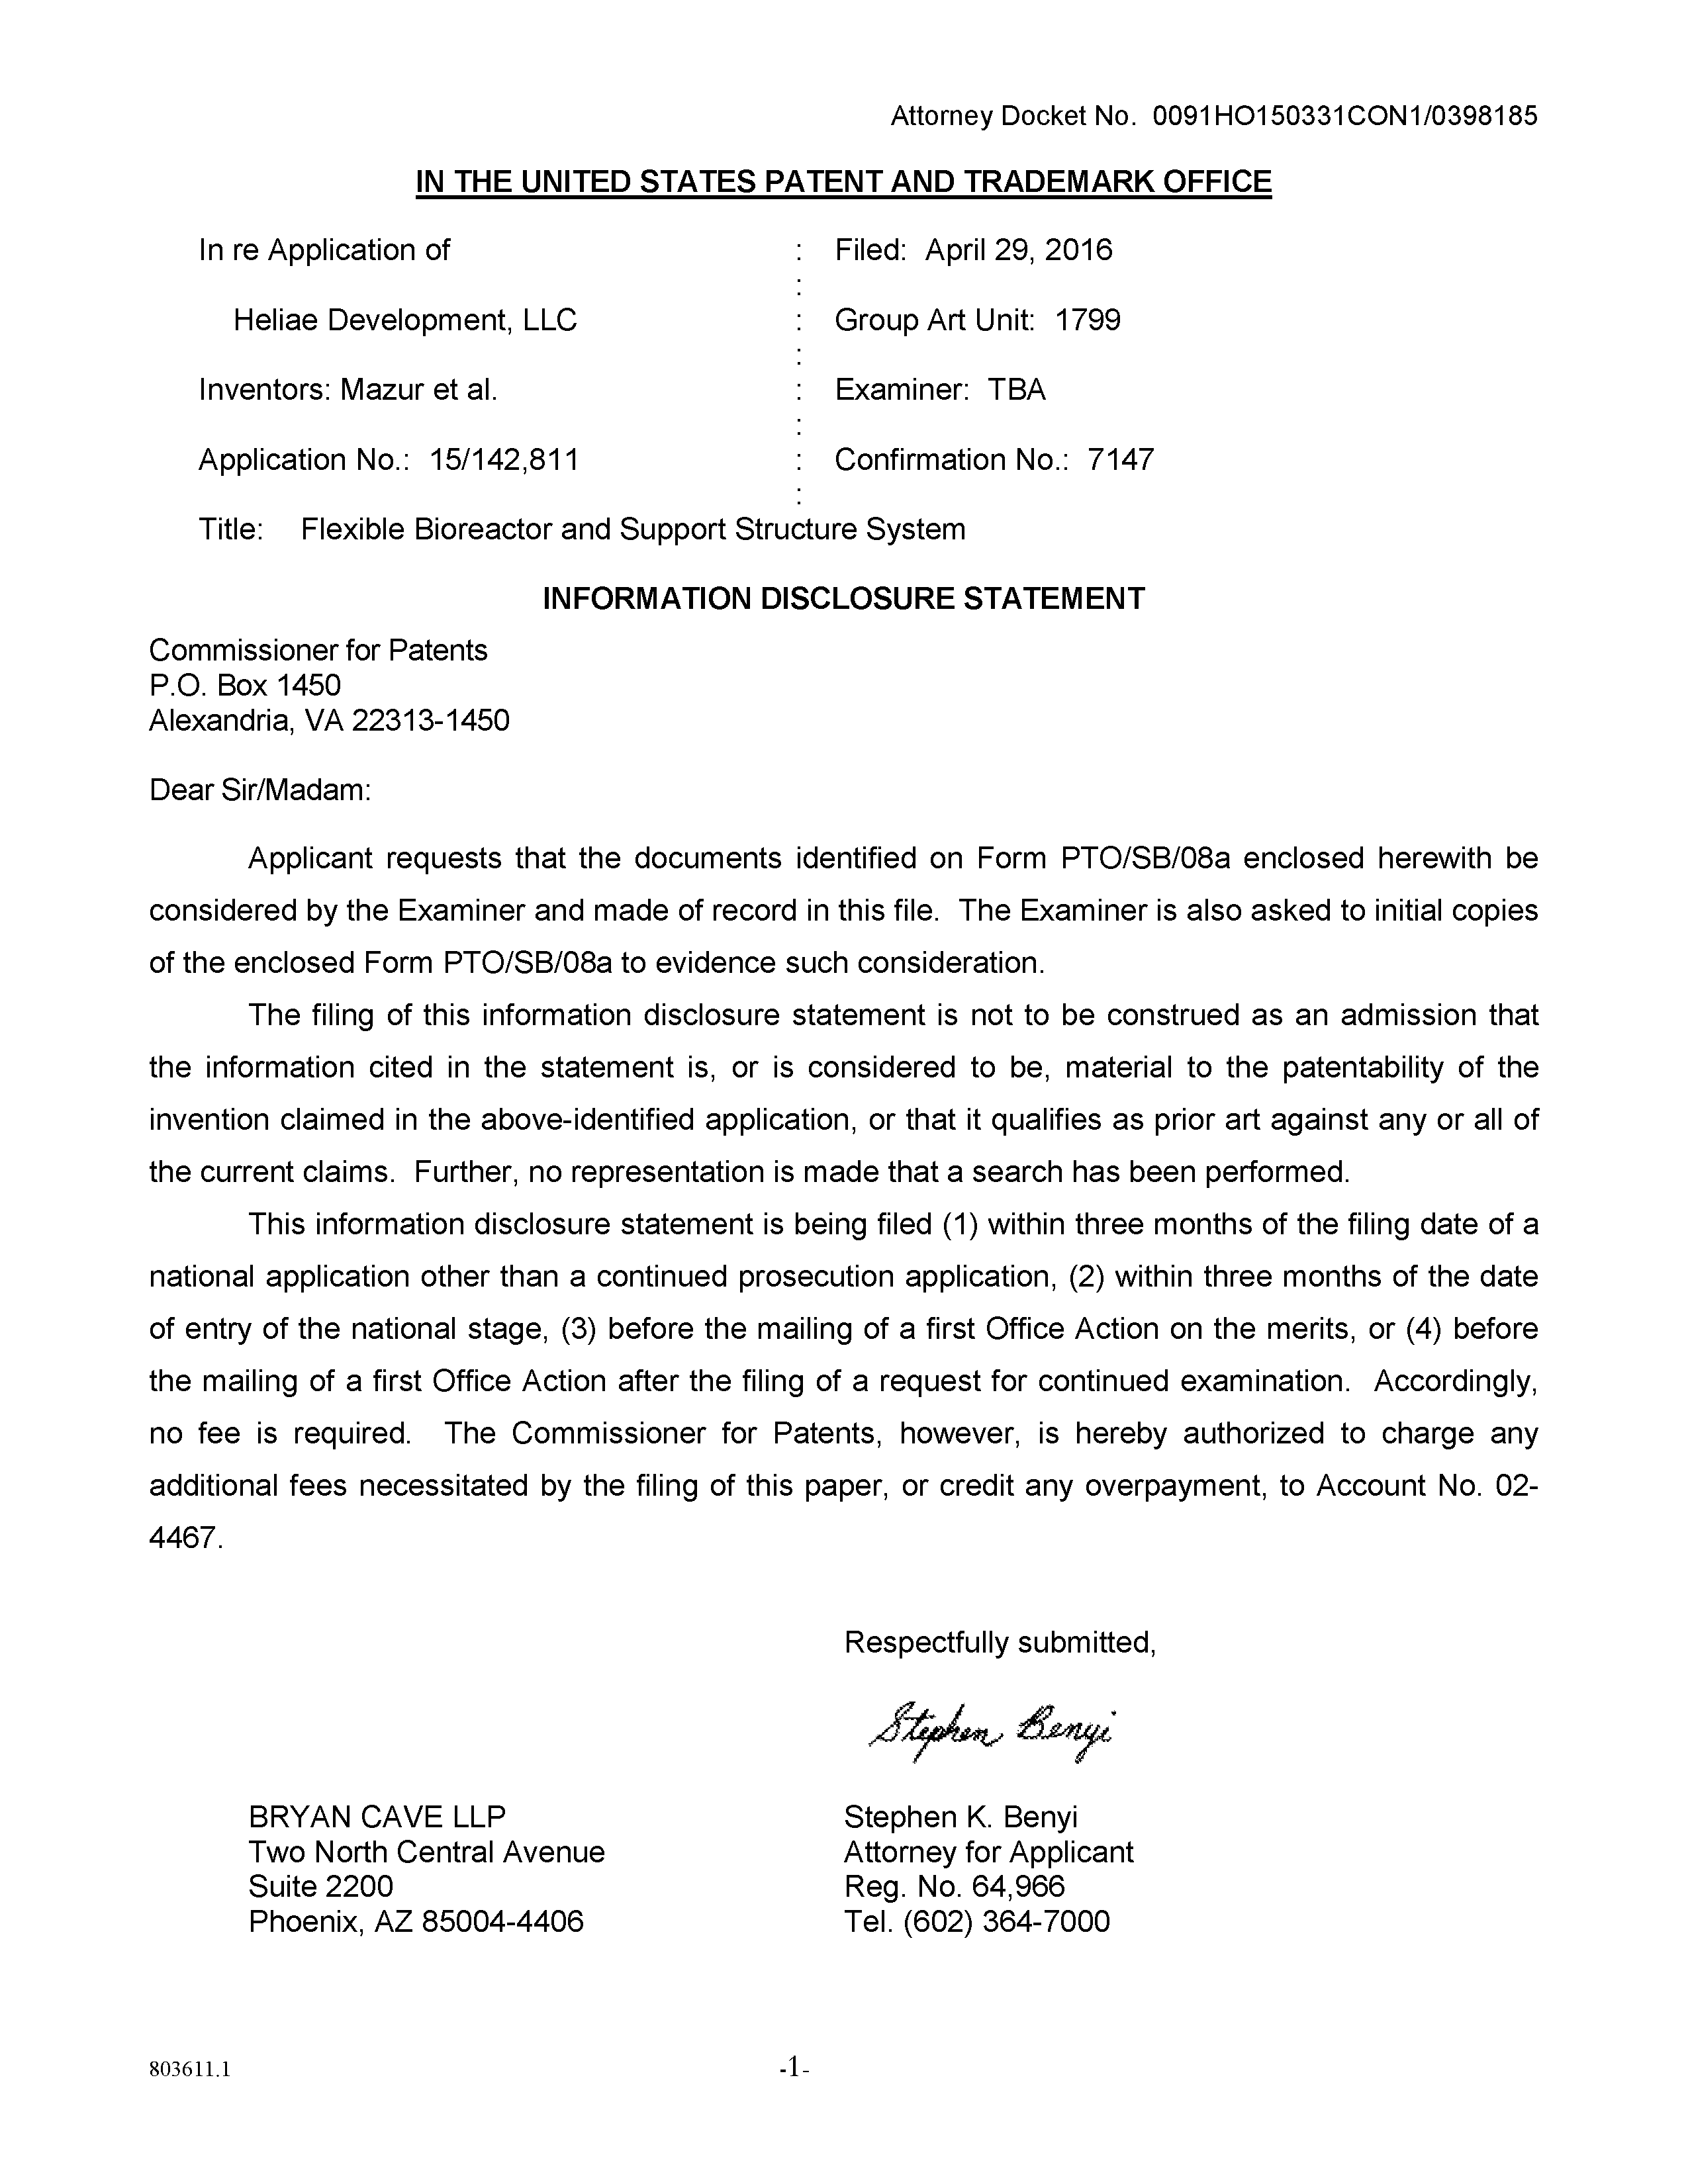 Attorney Docket No. 0091HO150331CON1/0398185
IN THE UNITED STATES PATENT AND TRADEMARK OFFICE
In re Application of : Filed: April 29, 2016
:
Heliae Development, LLC : Group Art Unit: 1799
:
Inventors: Mazur et al. : Examiner: TBA
:
Application No.: 15/142,811 : Confirmation No.: 7147
:
Title: Flexible Bioreactor and Support Structure System
INFORMATION DISCLOSURE STATEMENT
Commissioner for Patents
P.O. Box 1450
Alexandria, VA 22313-1450
Dear Sir/Madam:
Applicant requests that the documents identified on Form PTO/SB/08a enclosed herewith be
considered by the Examiner and made of record in this file. The Examiner is also asked to initial copies
of the enclosed Form PTO/SB/08a to evidence such consideration.
The filing of this information disclosure statement is not to be construed as an admission that
the information cited in the statement is, or is considered to be, material to the patentability of the
invention claimed in the above-identified application, or that it qualifies as prior art against any or all of
the current claims. Further, no representation is made that a search has been performed.
This information disclosure statement is being filed (1) within three months of the filing date of a
national application other than a continued prosecution application, (2) within three months of the date
of entry of the national stage, (3) before the mailing of a first Office Action on the merits, or (4) before
the mailing of a first Office Action after the filing of a request for continued examination. Accordingly,
no fee is required. The Commissioner for Patents, however, is hereby authorized to charge any
additional fees necessitated by the filing of this paper, or credit any overpayment, to Account No. 02-
4467.
Respectfully submitted,
Stephen Benyi
BRYAN CAVE LLP
Two North Central Avenue
Suite 2200
Phoenix, AZ 85004-4406
Stephen K. Benyi
Attorney for Applicant
Reg. No. 64,966
Tel. (602) 364-7000
803611.1
-1-